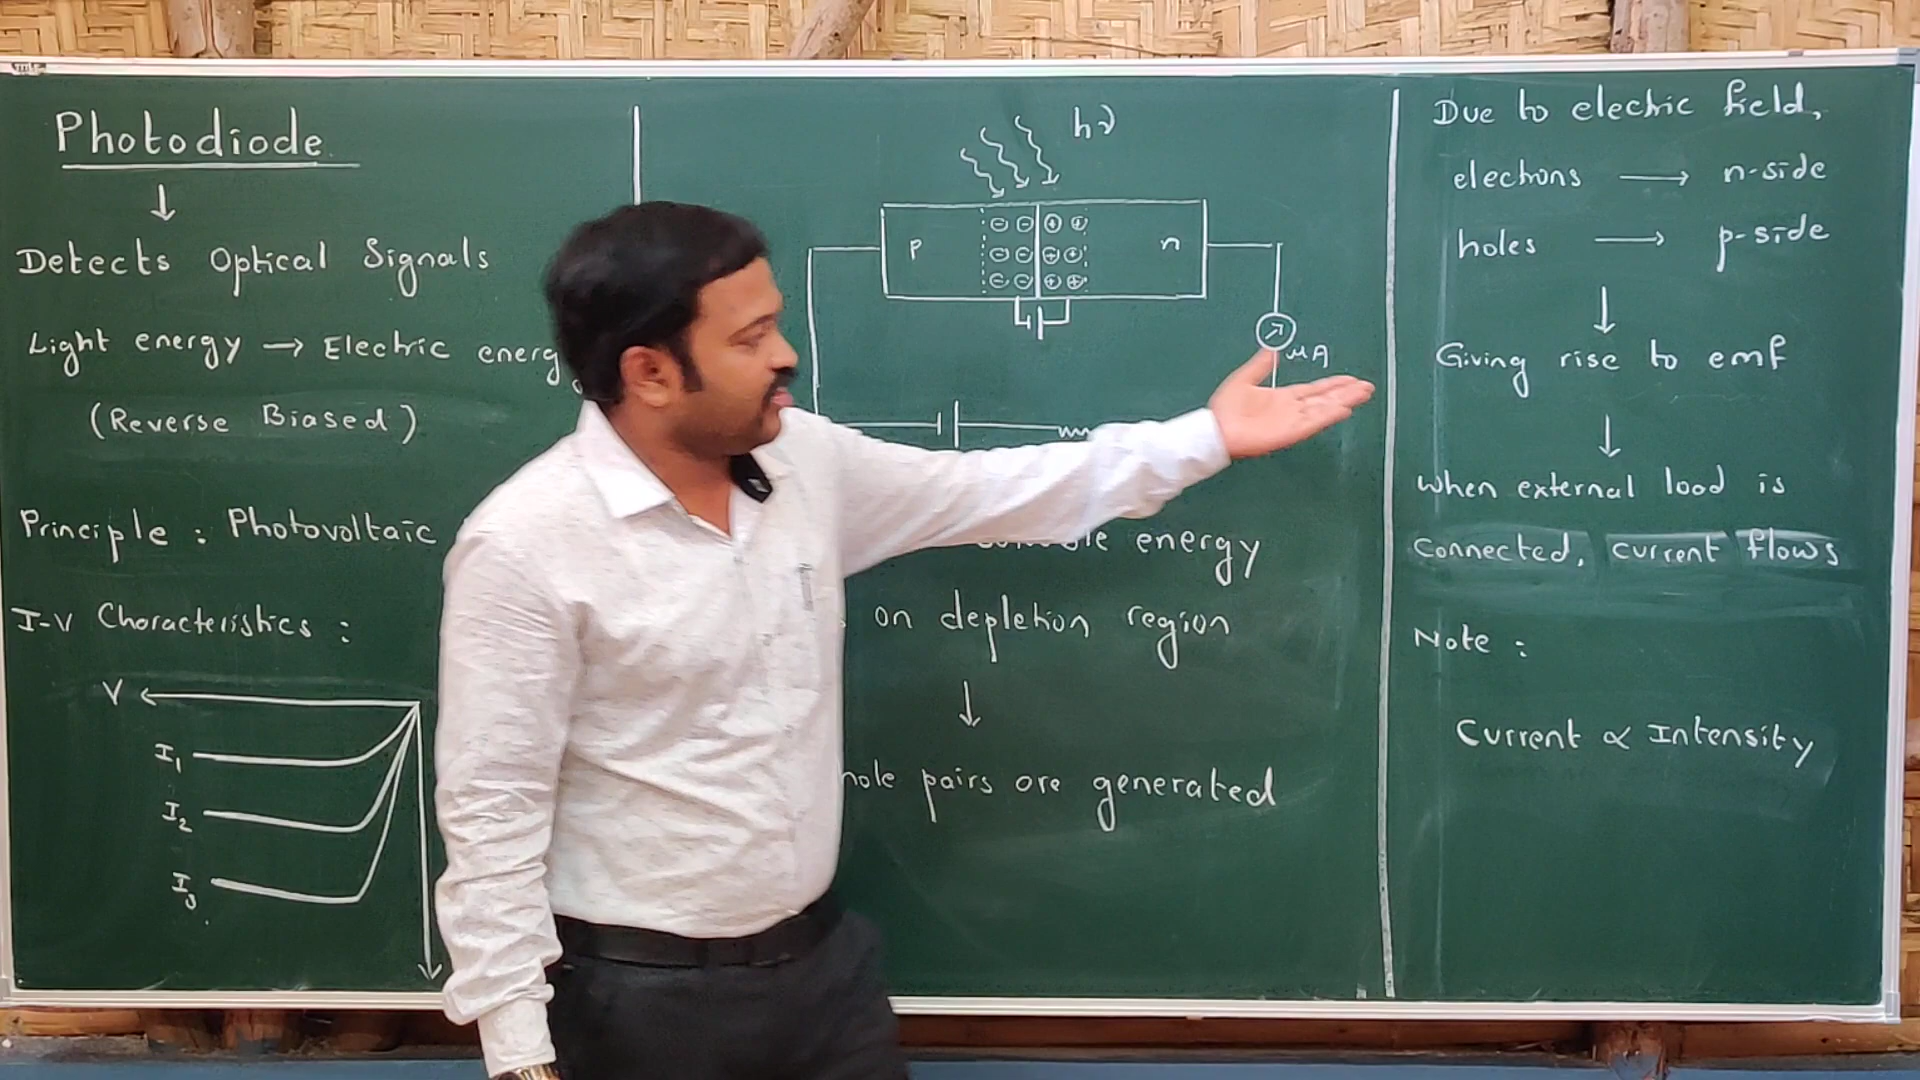 Photodiode
↓
Detects Optical Signals
Light energy → Electric energy
(Reverse Biased)
Principle : Photovoltaic
I-V Characteristics :
V
I₁
I₂
I₃
hν
p
n
μA
energy
on depletion region
↓
hole pairs are generated
Due to electric field,
electrons → n-side
holes → p-side
↓
Giving rise to emf
↓
When external load is
connected, current flows
Note :
Current ∝ Intensity